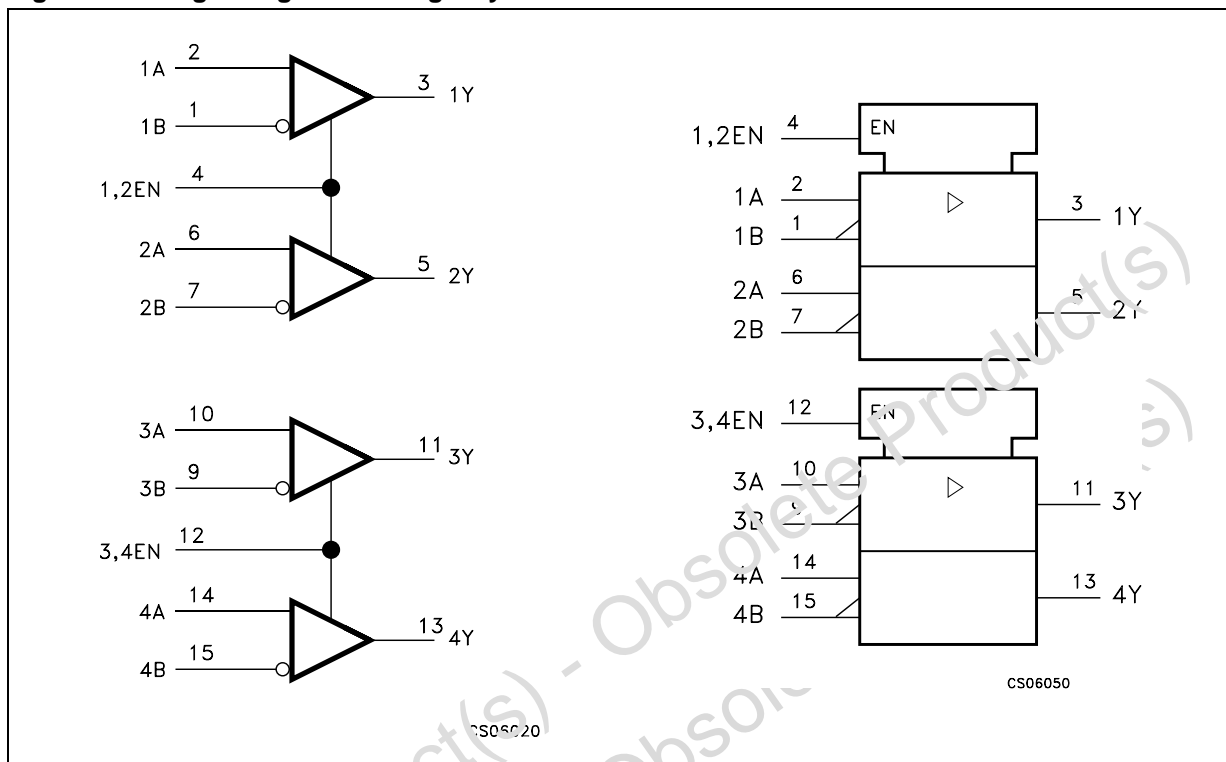 2
1A
3
1Y
1
1B
4
1,2EN
6
2A
5
2Y
7
2B
10
3A
11
3Y
9
3B
12
3,4EN
14
4A
13
4Y
15
4B
CS06020
4
1,2EN
EN
2
1A
3
1Y
1
1B
6
2A
5
2Y
7
2B
12
3,4EN
EN
10
3A
11
3Y
9
3B
14
4A
13
4Y
15
4B
CS06050
ct(s) - Obsolete Product(s)
Obsol
s)